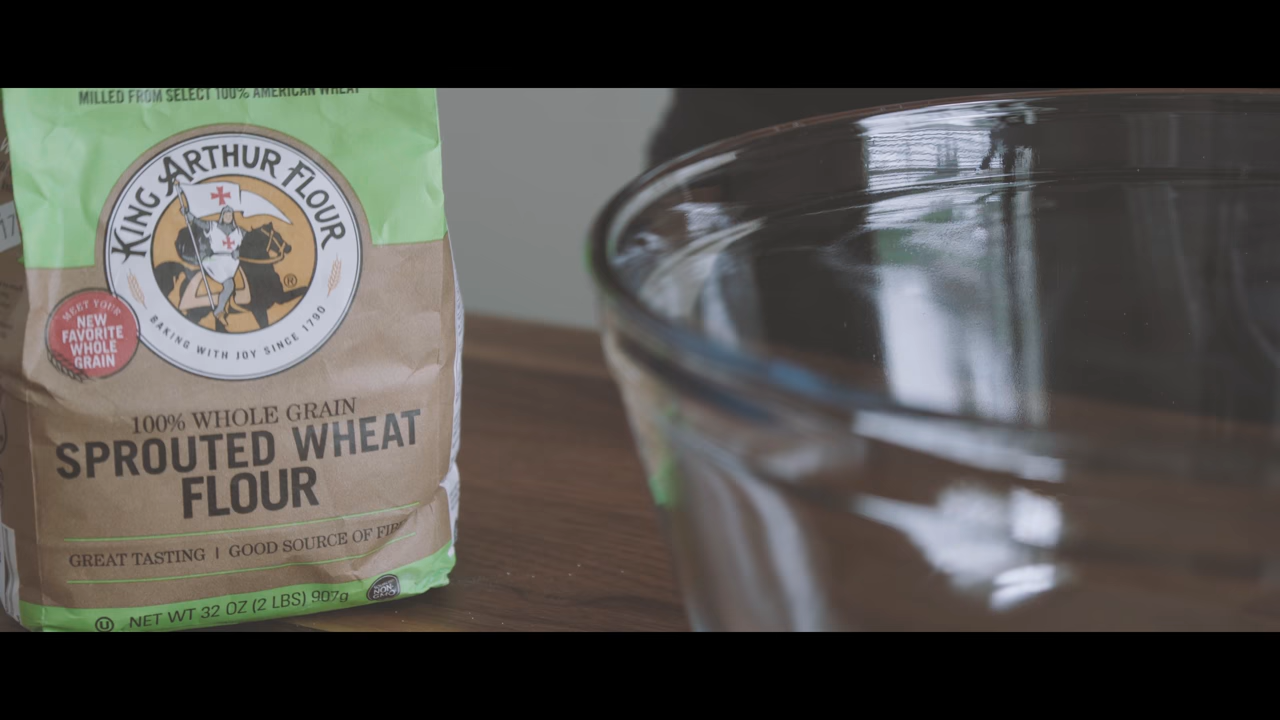 MILLED FROM SELECT 100% AMERICAN WHEAT
KING ARTHUR FLOUR
®
BAKING WITH JOY SINCE 1790
MEET YOUR
NEW
FAVORITE
WHOLE
GRAIN
100% WHOLE GRAIN
SPROUTED WHEAT
FLOUR
GREAT TASTING | GOOD SOURCE OF
NET WT 32 OZ (2 LBS) 907g
U
NON
17